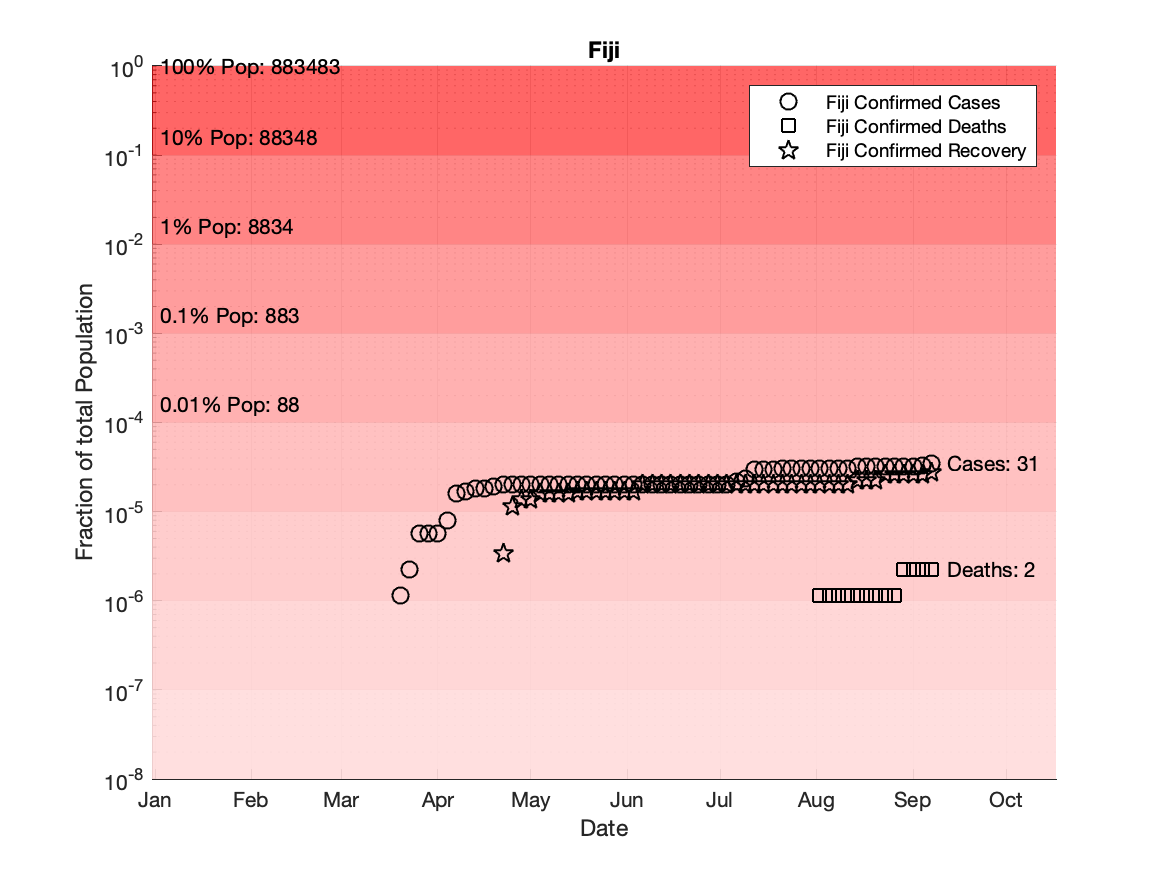 Fiji
10^0
100% Pop: 883483
Fiji Confirmed Cases
Fiji Confirmed Deaths
10% Pop: 88348
Fiji Confirmed Recovery
10^-1
1% Pop: 8834
10^-2
0.1% Pop: 883
10^-3
0.01% Pop: 88
10^-4
Cases: 31
10^-5
Deaths: 2
10^-6
10^-7
10^-8
Fraction of total Population
Jan Feb Mar Apr May Jun Jul Aug Sep Oct
Date